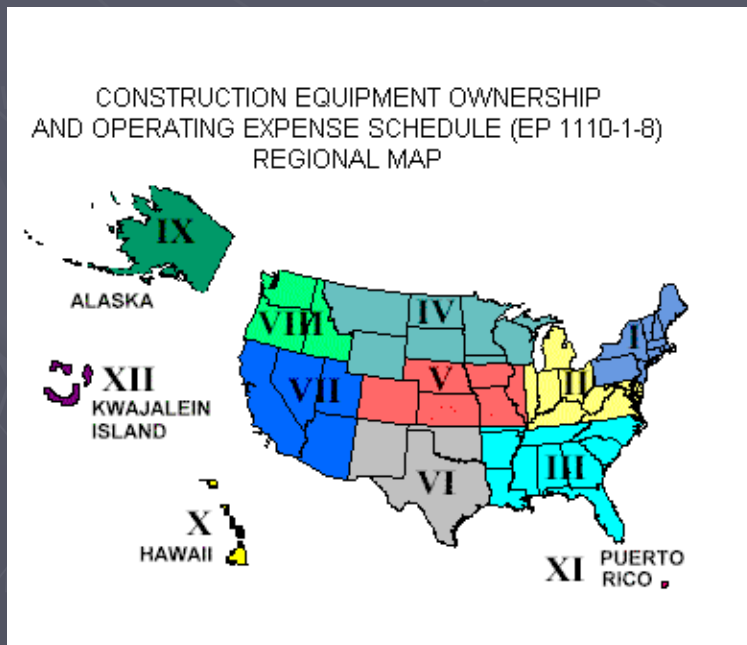 CONSTRUCTION EQUIPMENT OWNERSHIP
AND OPERATING EXPENSE SCHEDULE (EP 1110-1-8)
REGIONAL MAP
IX
ALASKA
VIII
IV
I
V
II
VII
XII
KWAJALEIN
ISLAND
III
VI
X
HAWAII
XI
PUERTO
RICO